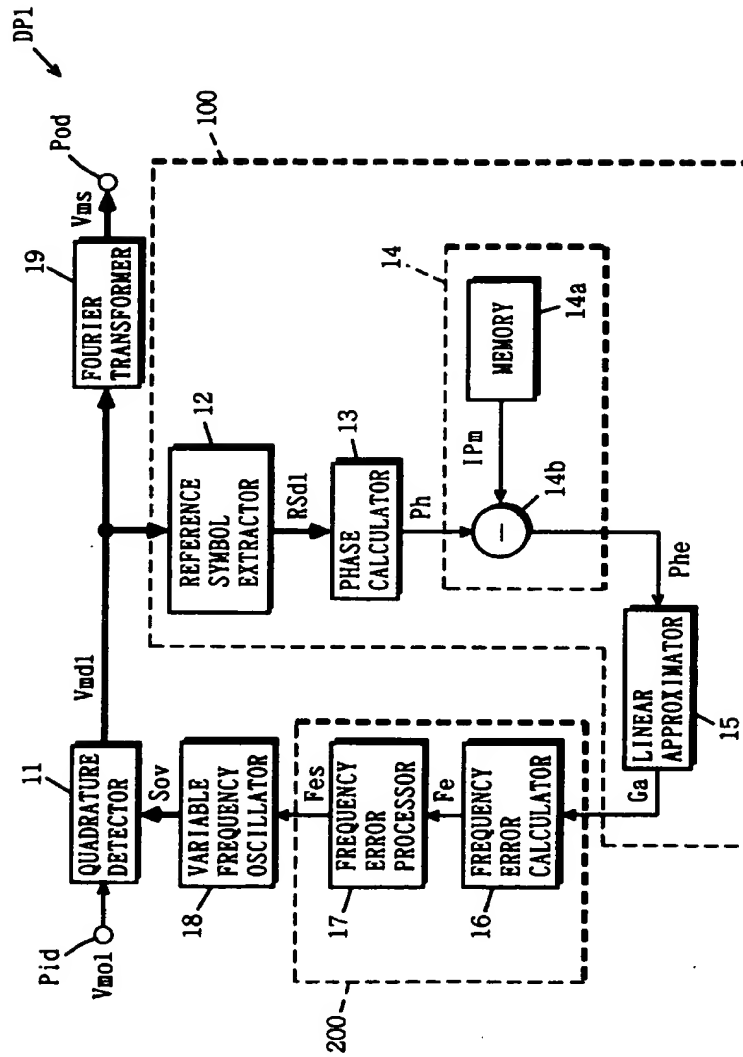 DP1
Pid
Vmo1
11
QUADRATURE
DETECTOR
Vmd1
19
FOURIER
TRANSFORMER
Vms
Pod
Sov
18
VARIABLE
FREQUENCY
OSCILLATOR
100
12
REFERENCE
SYMBOL
EXTRACTOR
RSd1
13
PHASE
CALCULATOR
Ph
14
MEMORY
14a
IPm
14b
−
Phe
200
Fes
17
FREQUENCY
ERROR
PROCESSOR
Fe
16
FREQUENCY
ERROR
CALCULATOR
Ga
LINEAR
APPROXIMATOR
15